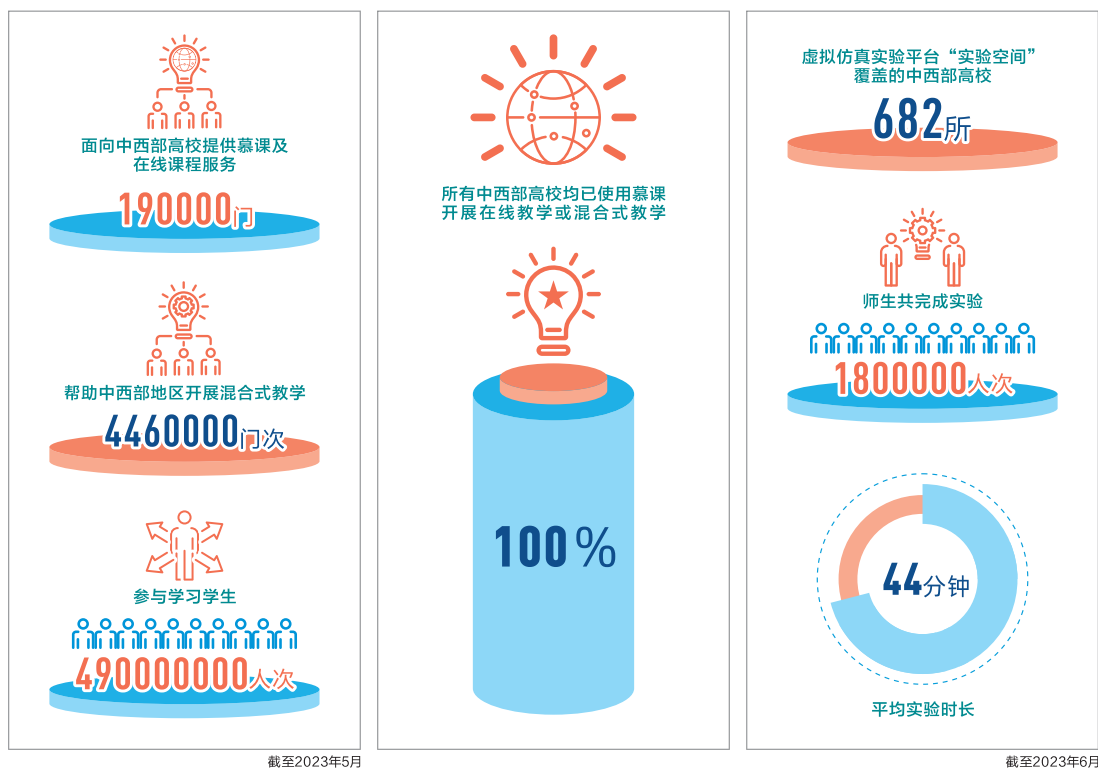 面向中西部高校提供慕课及
在线课程服务
190000门
帮助中西部地区开展混合式教学
4460000门次
参与学习学生
490000000人次
截至2023年5月
所有中西部高校均已使用慕课
开展在线教学或混合式教学
100%
虚拟仿真实验平台“实验空间”
覆盖的中西部高校
682所
师生共完成实验
1800000人次
44分钟
平均实验时长
截至2023年6月